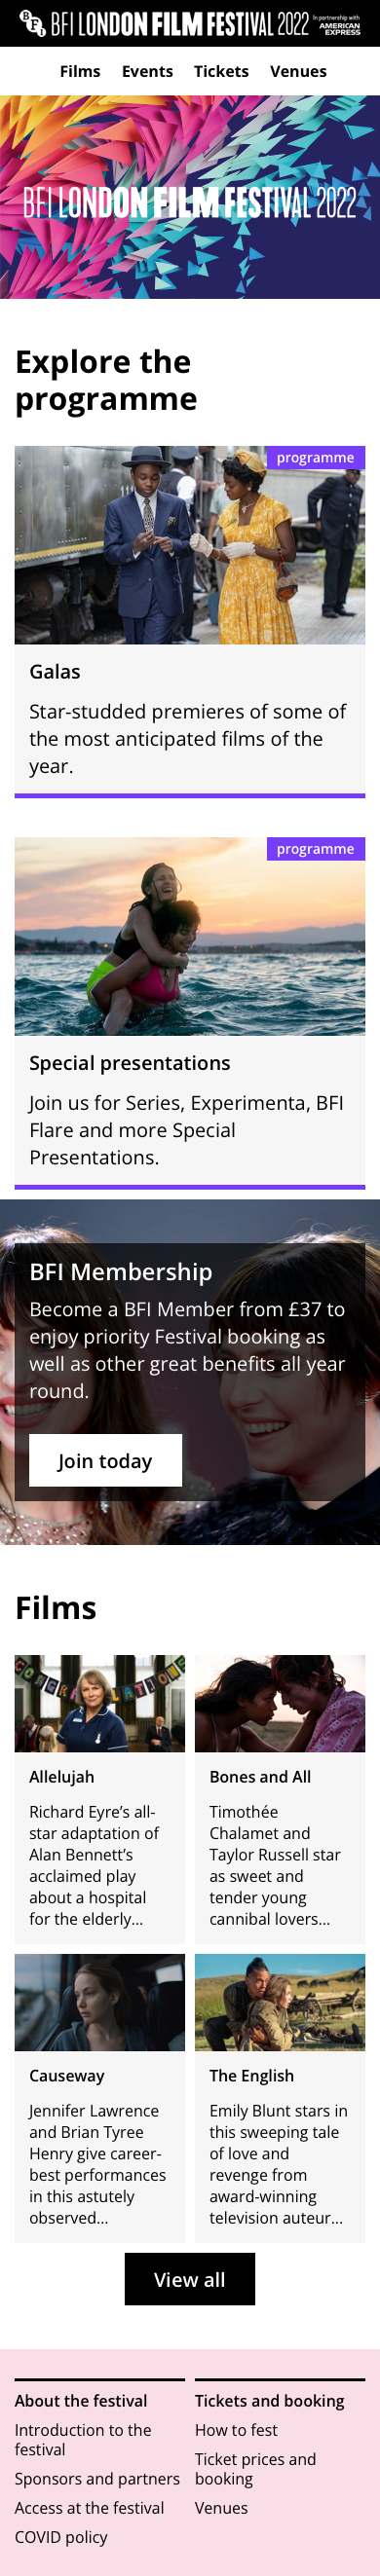 BFI BFI LONDON FILM FESTIVAL 2022 In partnership with
AMERICAN
EXPRESS
Films Events Tickets Venues
BFI LONDON FILM FESTIVAL 2022
Explore the
programme
programme
Galas
Star-studded premieres of some of
the most anticipated films of the
year.
programme
Special presentations
Join us for Series, Experimenta, BFI
Flare and more Special
Presentations.
BFI Membership
Become a BFI Member from £37 to
enjoy priority Festival booking as
well as other great benefits all year
round.
Join today
Films
CONGRATULATIONS
Allelujah
Richard Eyre’s all-
star adaptation of
Alan Bennett’s
acclaimed play
about a hospital
for the elderly...
Bones and All
Timothée
Chalamet and
Taylor Russell star
as sweet and
tender young
cannibal lovers...
Causeway
Jennifer Lawrence
and Brian Tyree
Henry give career-
best performances
in this astutely
observed...
The English
Emily Blunt stars in
this sweeping tale
of love and
revenge from
award-winning
television auteur...
View all
About the festival
Introduction to the
festival
Sponsors and partners
Access at the festival
COVID policy
Tickets and booking
How to fest
Ticket prices and
booking
Venues